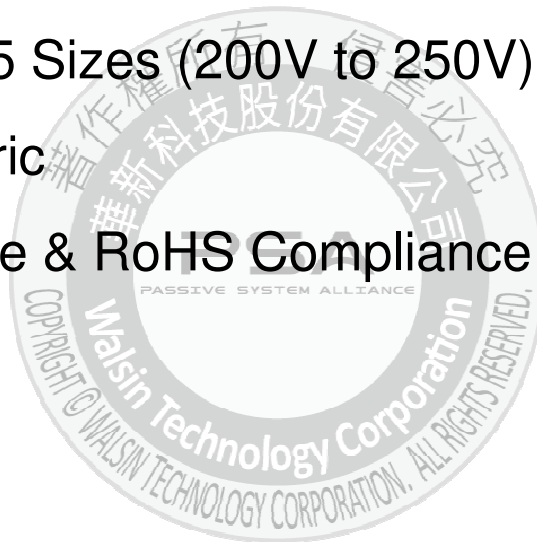 5 Sizes (200V to 250V)
ric
e & RoHS Compliance
著作權所有 侵害必究
華新科技股份有限公司
PSA
PASSIVE SYSTEM ALLIANCE
Walsin Technology Corporation
COPYRIGHT © WALSIN TECHNOLOGY CORPORATION. ALL RIGHTS RESERVED.